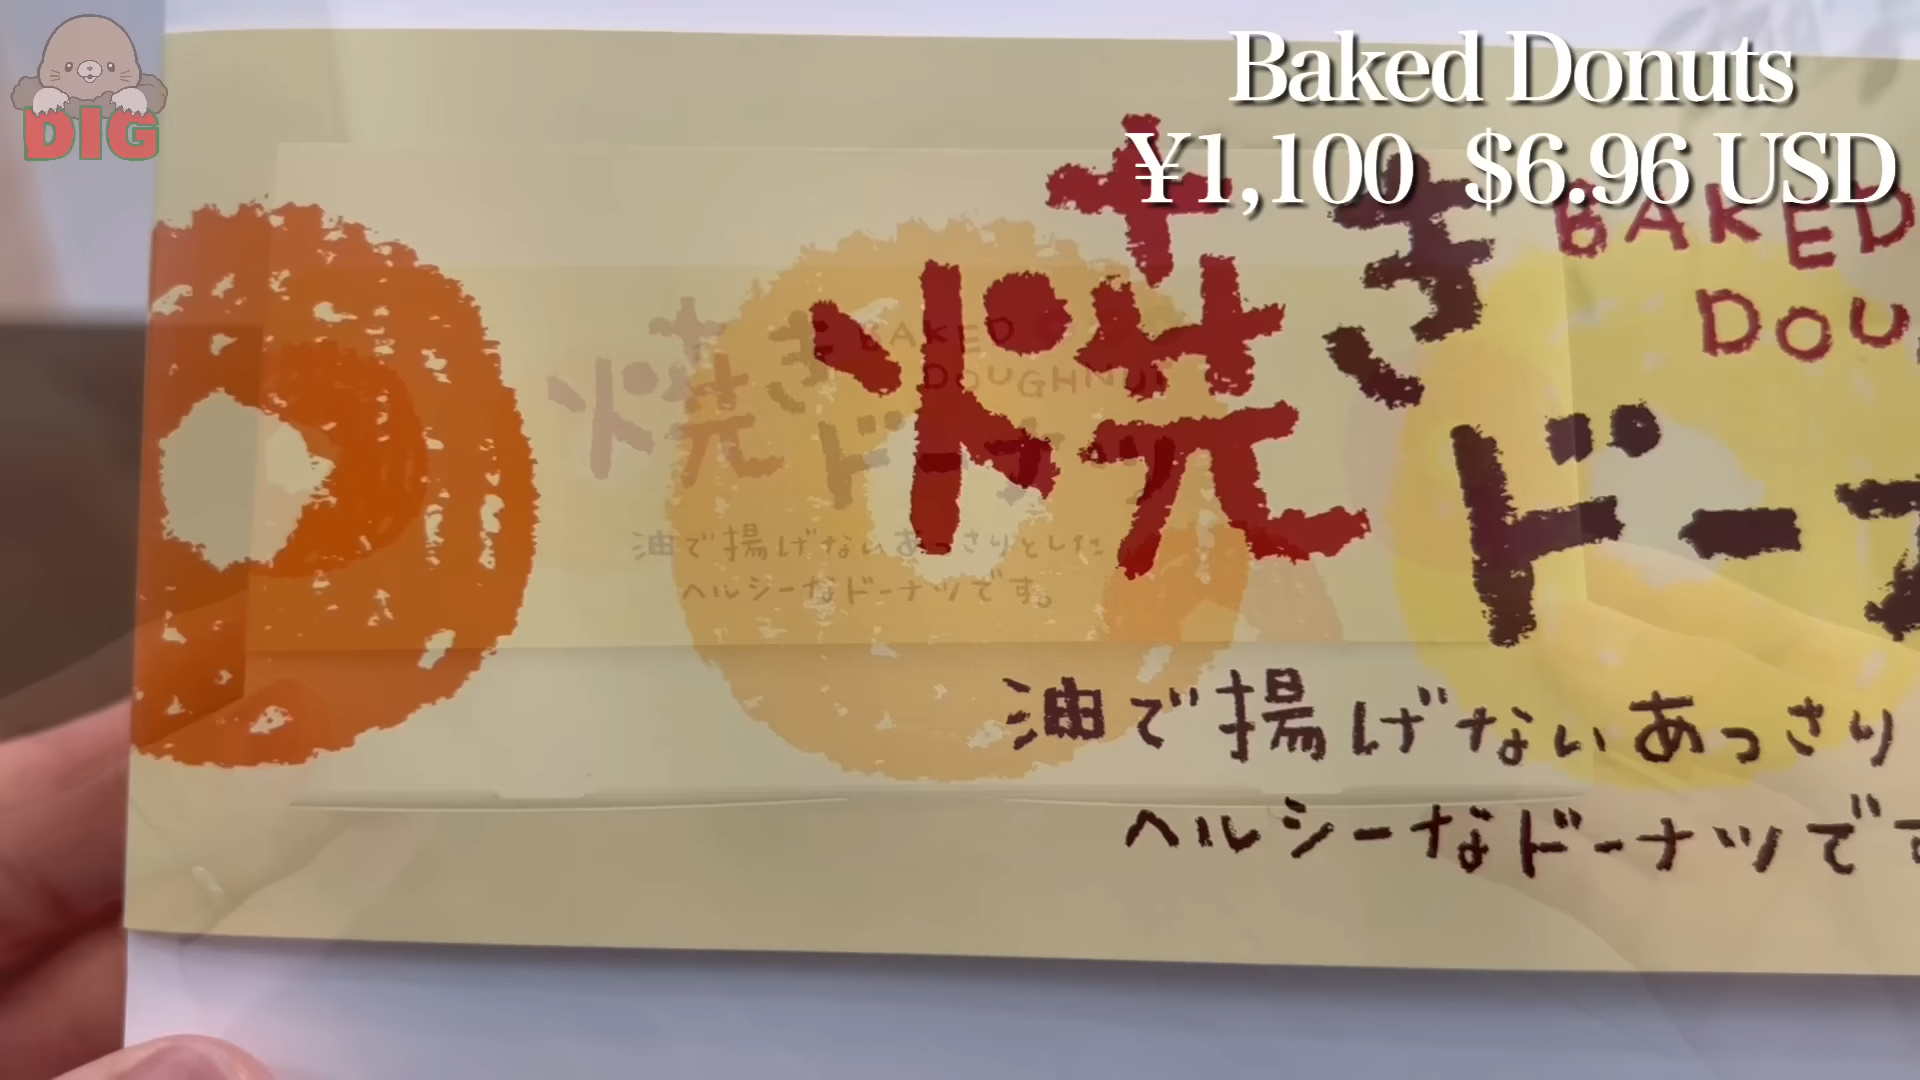 DIG
Baked Donuts
¥1,100 $6.96 USD
BAKED
DOU
焼き
ドー
油で揚げないあっさり
ヘルシーなドーナツです
BAKED
DOUGHNUT
焼き
ド
油で揚げないあっさりとした
ヘルシーなドーナツです。